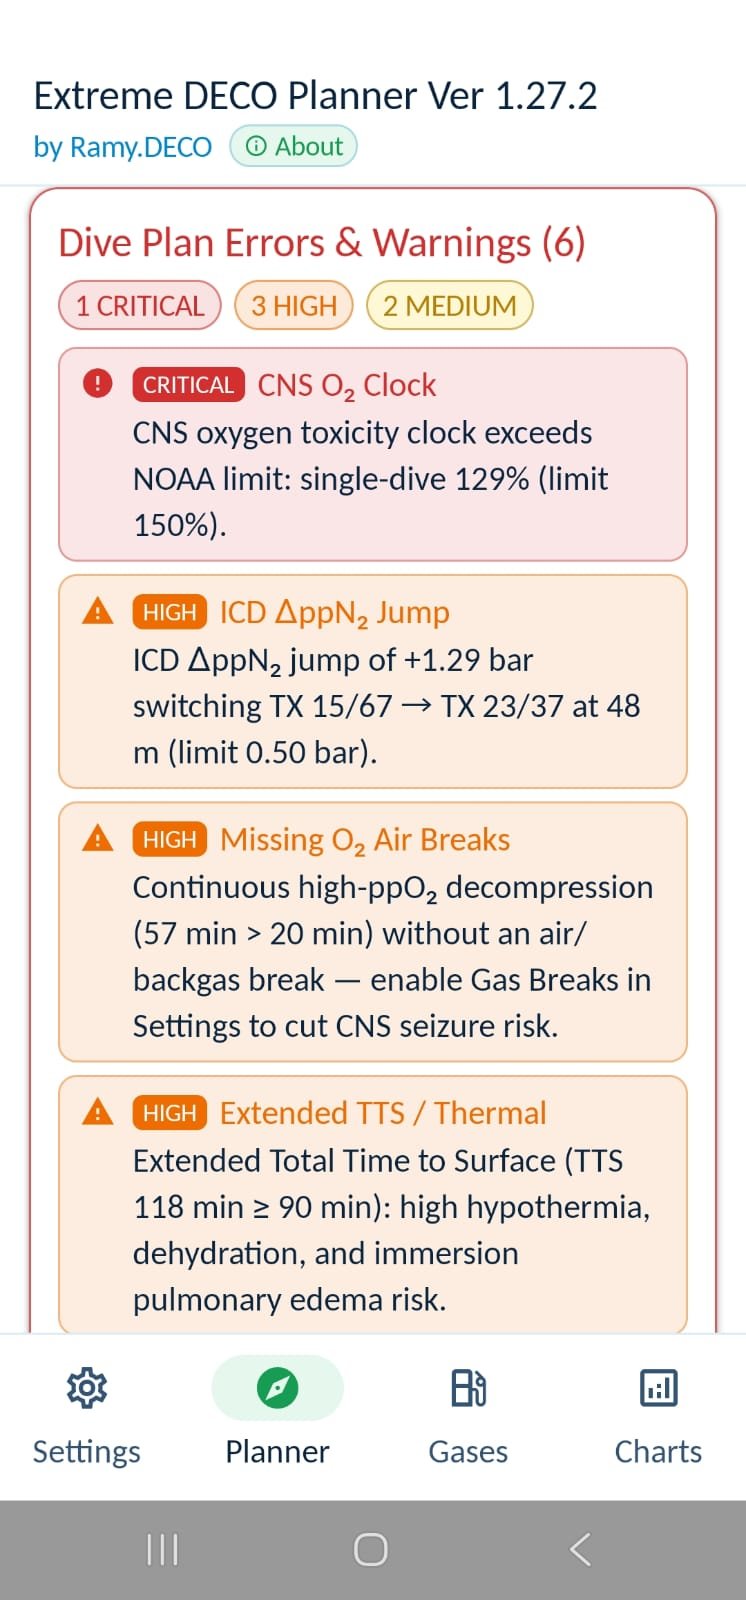 Extreme DECO Planner Ver 1.27.2
by Ramy.DECO About
Dive Plan Errors & Warnings (6)
1 CRITICAL 3 HIGH 2 MEDIUM
CRITICAL CNS O₂ Clock
CNS oxygen toxicity clock exceeds
NOAA limit: single-dive 129% (limit
150%).
HIGH ICD ΔppN₂ Jump
ICD ΔppN₂ jump of +1.29 bar
switching TX 15/67 → TX 23/37 at 48
m (limit 0.50 bar).
HIGH Missing O₂ Air Breaks
Continuous high-ppO₂ decompression
(57 min > 20 min) without an air/
backgas break — enable Gas Breaks in
Settings to cut CNS seizure risk.
HIGH Extended TTS / Thermal
Extended Total Time to Surface (TTS
118 min ≥ 90 min): high hypothermia,
dehydration, and immersion
pulmonary edema risk.
Settings Planner Gases Charts